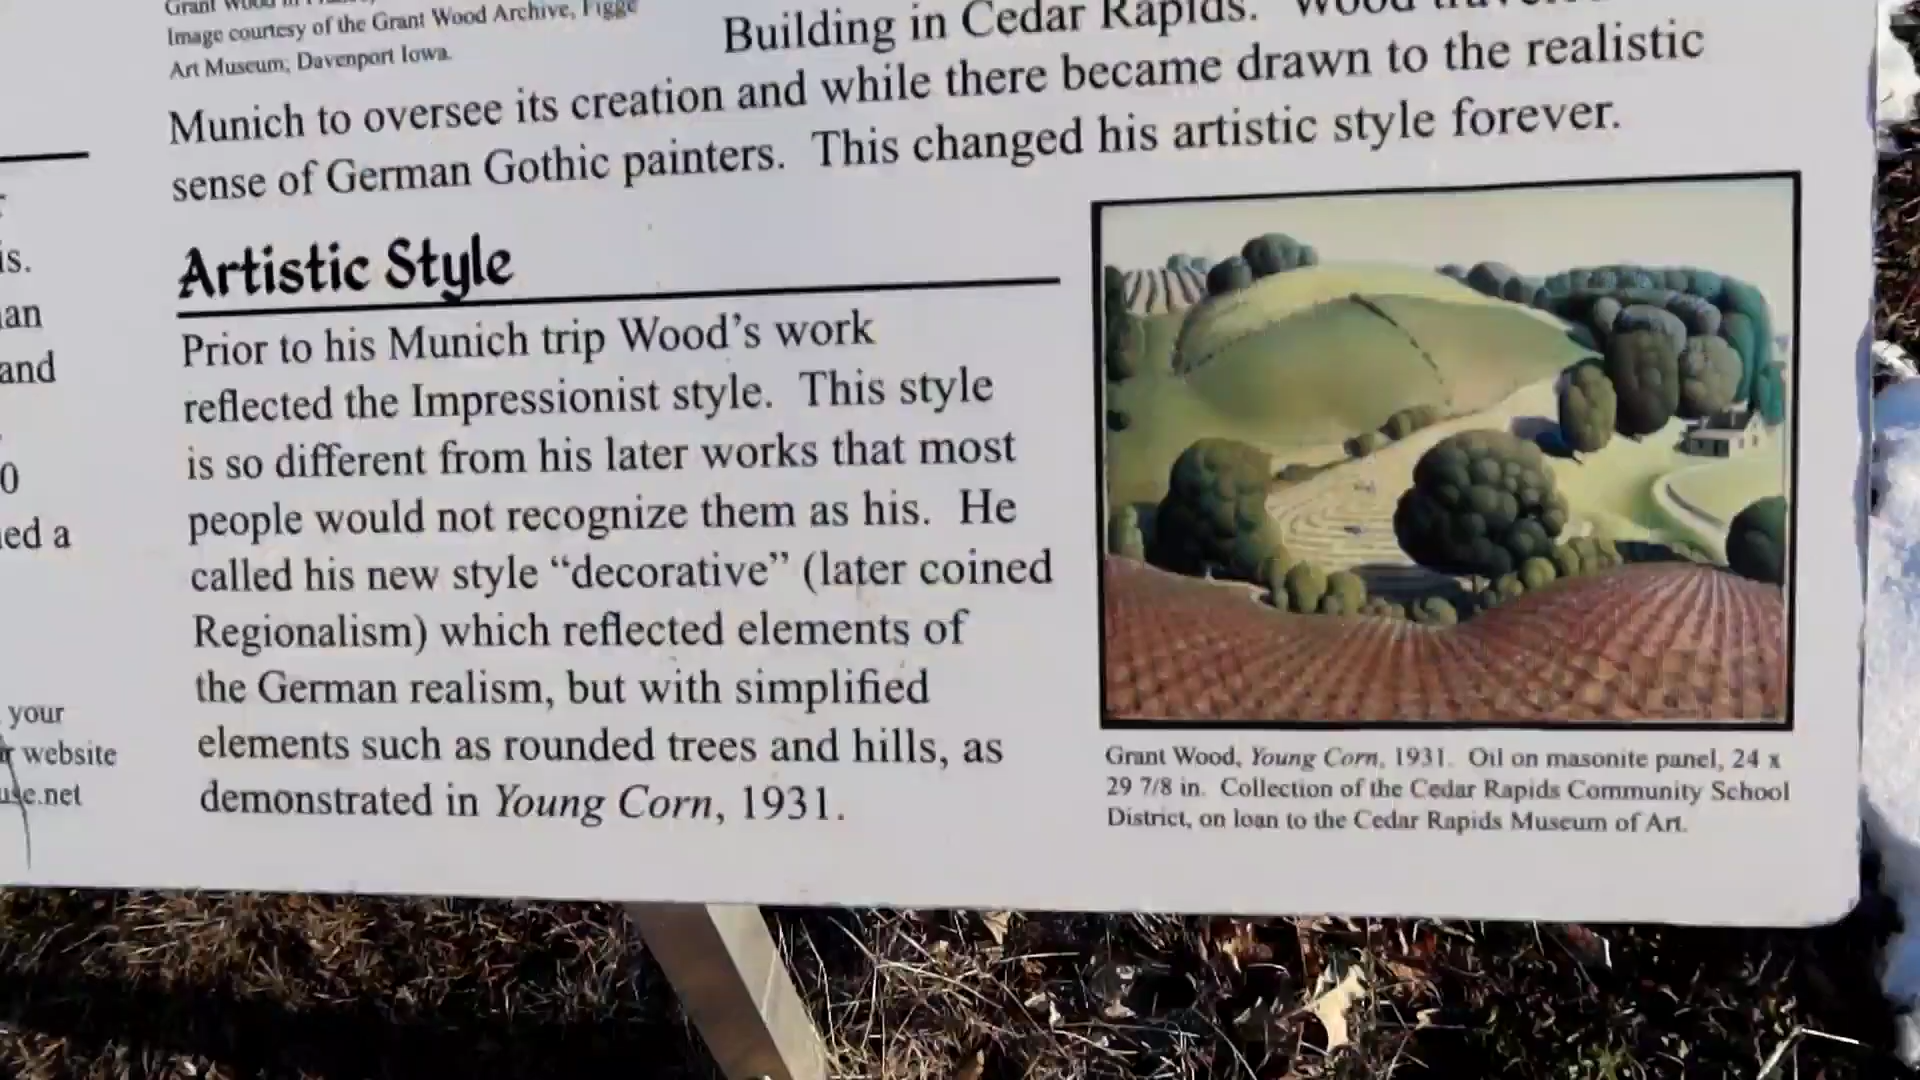 Image courtesy of the Grant Wood Archive, Figge
Art Museum, Davenport Iowa.
Building in Cedar Rapids. Wood
Munich to oversee its creation and while there became drawn to the realistic
sense of German Gothic painters. This changed his artistic style forever.
is.
and
0
your
website
Artistic Style
Prior to his Munich trip Wood's work
reflected the Impressionist style. This style
is so different from his later works that most
people would not recognize them as his. He
called his new style “decorative” (later coined
Regionalism) which reflected elements of
the German realism, but with simplified
elements such as rounded trees and hills, as
demonstrated in Young Corn, 1931.
Grant Wood, Young Corn, 1931. Oil on masonite panel, 24 x
29 7/8 in. Collection of the Cedar Rapids Community School
District, on loan to the Cedar Rapids Museum of Art.